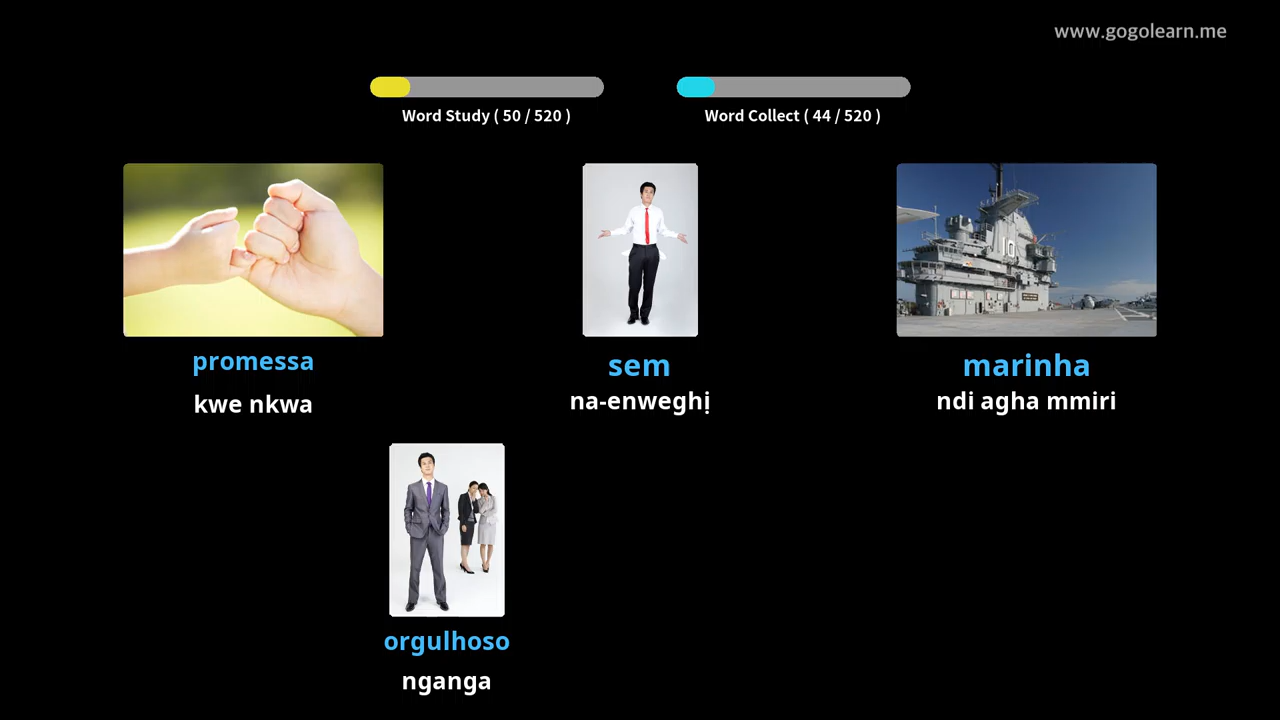 www.gogolearn.me
Word Study ( 50 / 520 )
Word Collect ( 44 / 520 )
promessa
kwe nkwa
sem
na-enweghị
marinha
ndi agha mmiri
10
orgulhoso
nganga